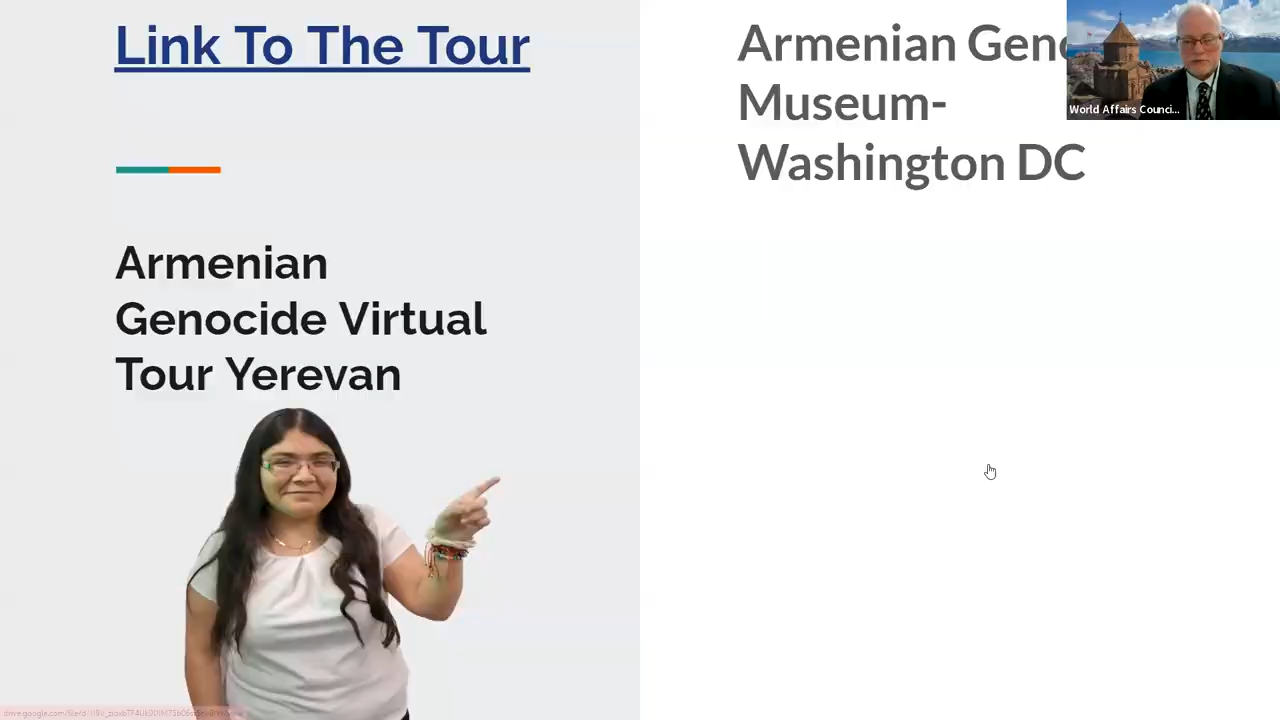 Link To The Tour
Armenian
Genocide Virtual
Tour Yerevan
Armenian Geno
Museum-
Washington DC
World Affairs Counci...